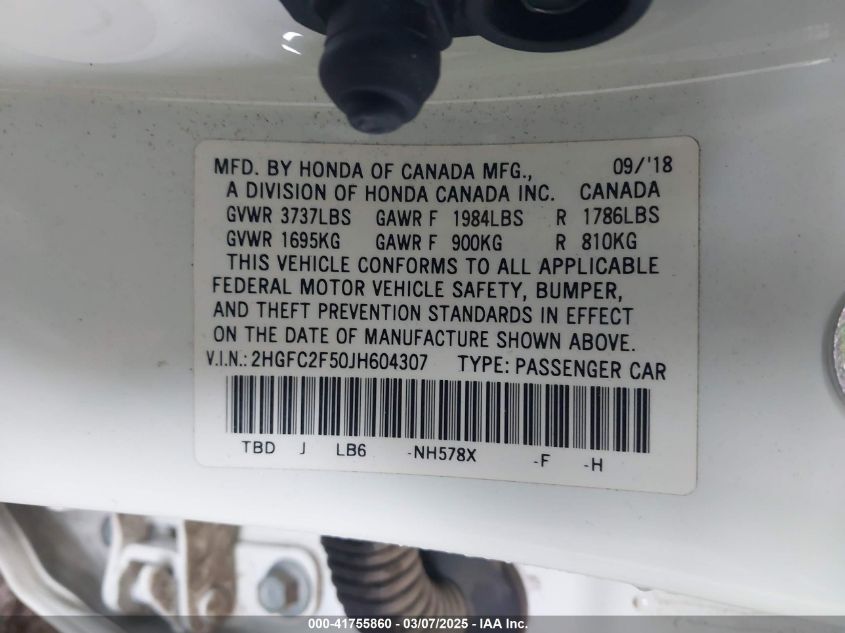 MFD. BY HONDA OF CANADA MFG., 09/'18
A DIVISION OF HONDA CANADA INC. CANADA
GVWR 3737LBS GAWR F 1984LBS R 1786LBS
GVWR 1695KG GAWR F 900KG R 810KG
THIS VEHICLE CONFORMS TO ALL APPLICABLE
FEDERAL MOTOR VEHICLE SAFETY, BUMPER,
AND THEFT PREVENTION STANDARDS IN EFFECT
ON THE DATE OF MANUFACTURE SHOWN ABOVE.
V.I.N.: 2HGFC2F50JH604307 TYPE: PASSENGER CAR
TBD J LB6 -NH578X -F -H
000-41755860 - 03/07/2025 - IAA Inc.